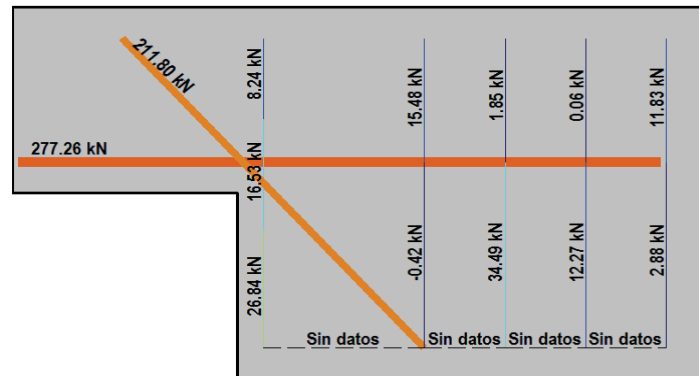 211.80 kN
8.24 kN
15.48 kN
1.85 kN
0.06 kN
11.83 kN
277.26 kN
16.53 kN
26.84 kN
-0.42 kN
34.49 kN
12.27 kN
2.88 kN
Sin datos
Sin datos
Sin datos
Sin datos